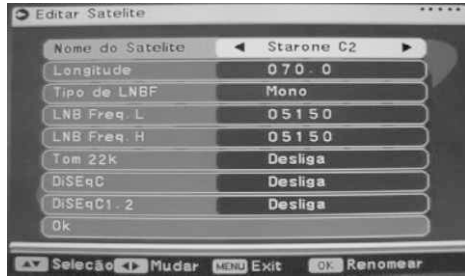 Editar Satelite
Nome do Satelite Starone C2
Longitude 070.0
Tipo de LNBF Mono
LNB Freq.L 05150
LNB Freq.H 05150
Tom 22k Desliga
DiSEqC Desliga
DiSEqC1.2 Desliga
Ok
Selecão Mudar MENU Exit OK Renomear